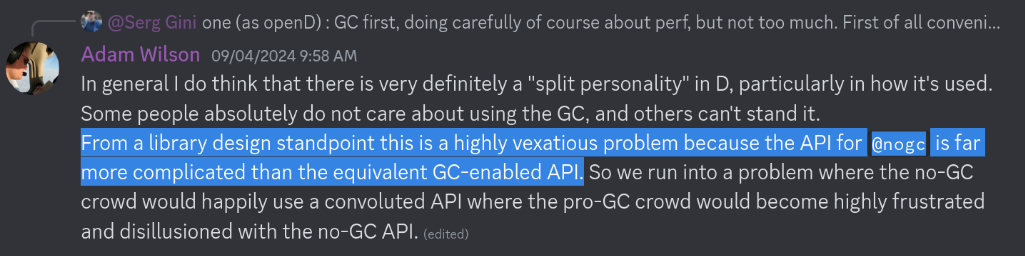 @Serg Gini one (as openD) : GC first, doing carefully of course about perf, but not too much. First of all conveni...
Adam Wilson 09/04/2024 9:58 AM
In general I do think that there is very definitely a "split personality" in D, particularly in how it's used.
Some people absolutely do not care about using the GC, and others can't stand it.
From a library design standpoint this is a highly vexatious problem because the API for @nogc is far
more complicated than the equivalent GC-enabled API. So we run into a problem where the no-GC
crowd would happily use a convoluted API where the pro-GC crowd would become highly frustrated
and disillusioned with the no-GC API. (edited)